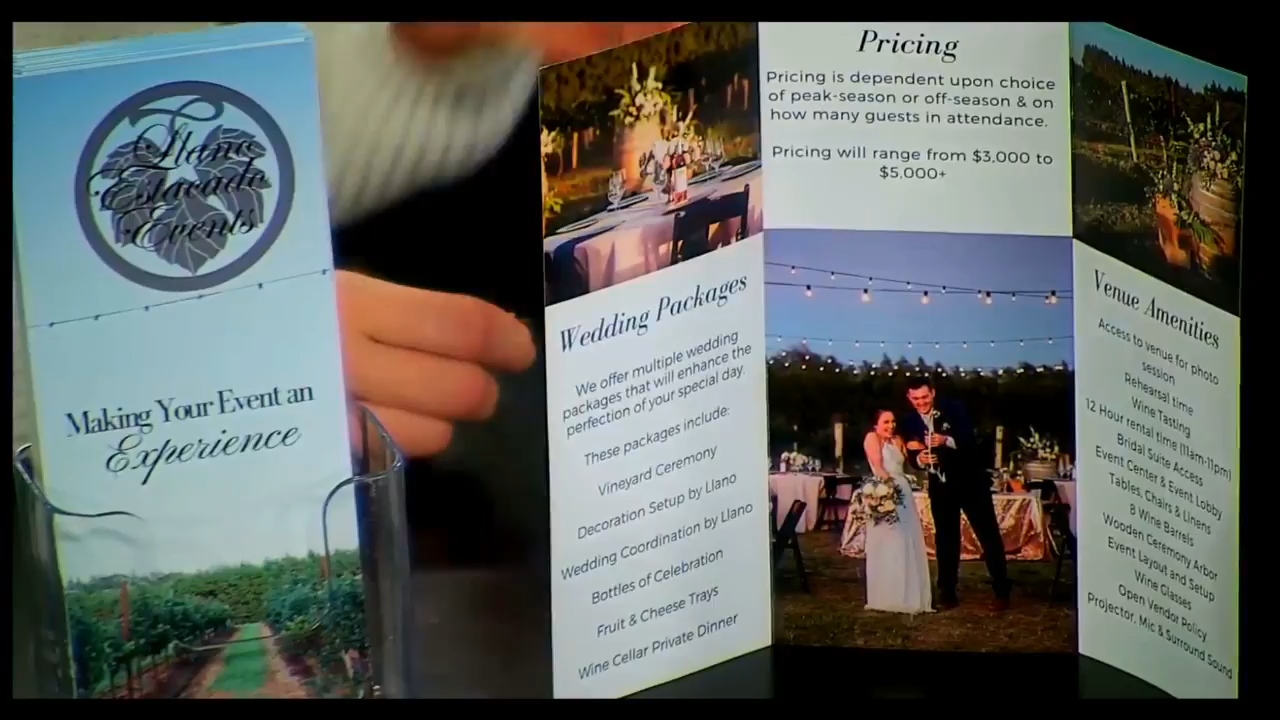 Llano
Estacado
Events
Making Your Event an
Experience
Wedding Packages
We offer multiple wedding
packages that will enhance the
perfection of your special day.
These packages include:
Vineyard Ceremony
Decoration Setup by Llano
Wedding Coordination by Llano
Bottles of Celebration
Fruit & Cheese Trays
Wine Cellar Private Dinner
Pricing
Pricing is dependent upon choice
of peak-season or off-season & on
how many guests in attendance.
Pricing will range from $3,000 to
$5,000+
Venue Amenities
Access to venue for photo
session
Rehearsal time
Wine Tasting
12 Hour rental time (11am-11pm)
Bridal Suite Access
Event Center & Event Lobby
Tables, Chairs & Linens
8 Wine Barrels
Wooden Ceremony Arbor
Event Layout and Setup
Wine Glasses
Open Vendor Policy
Projector, Mic & Surround Sound